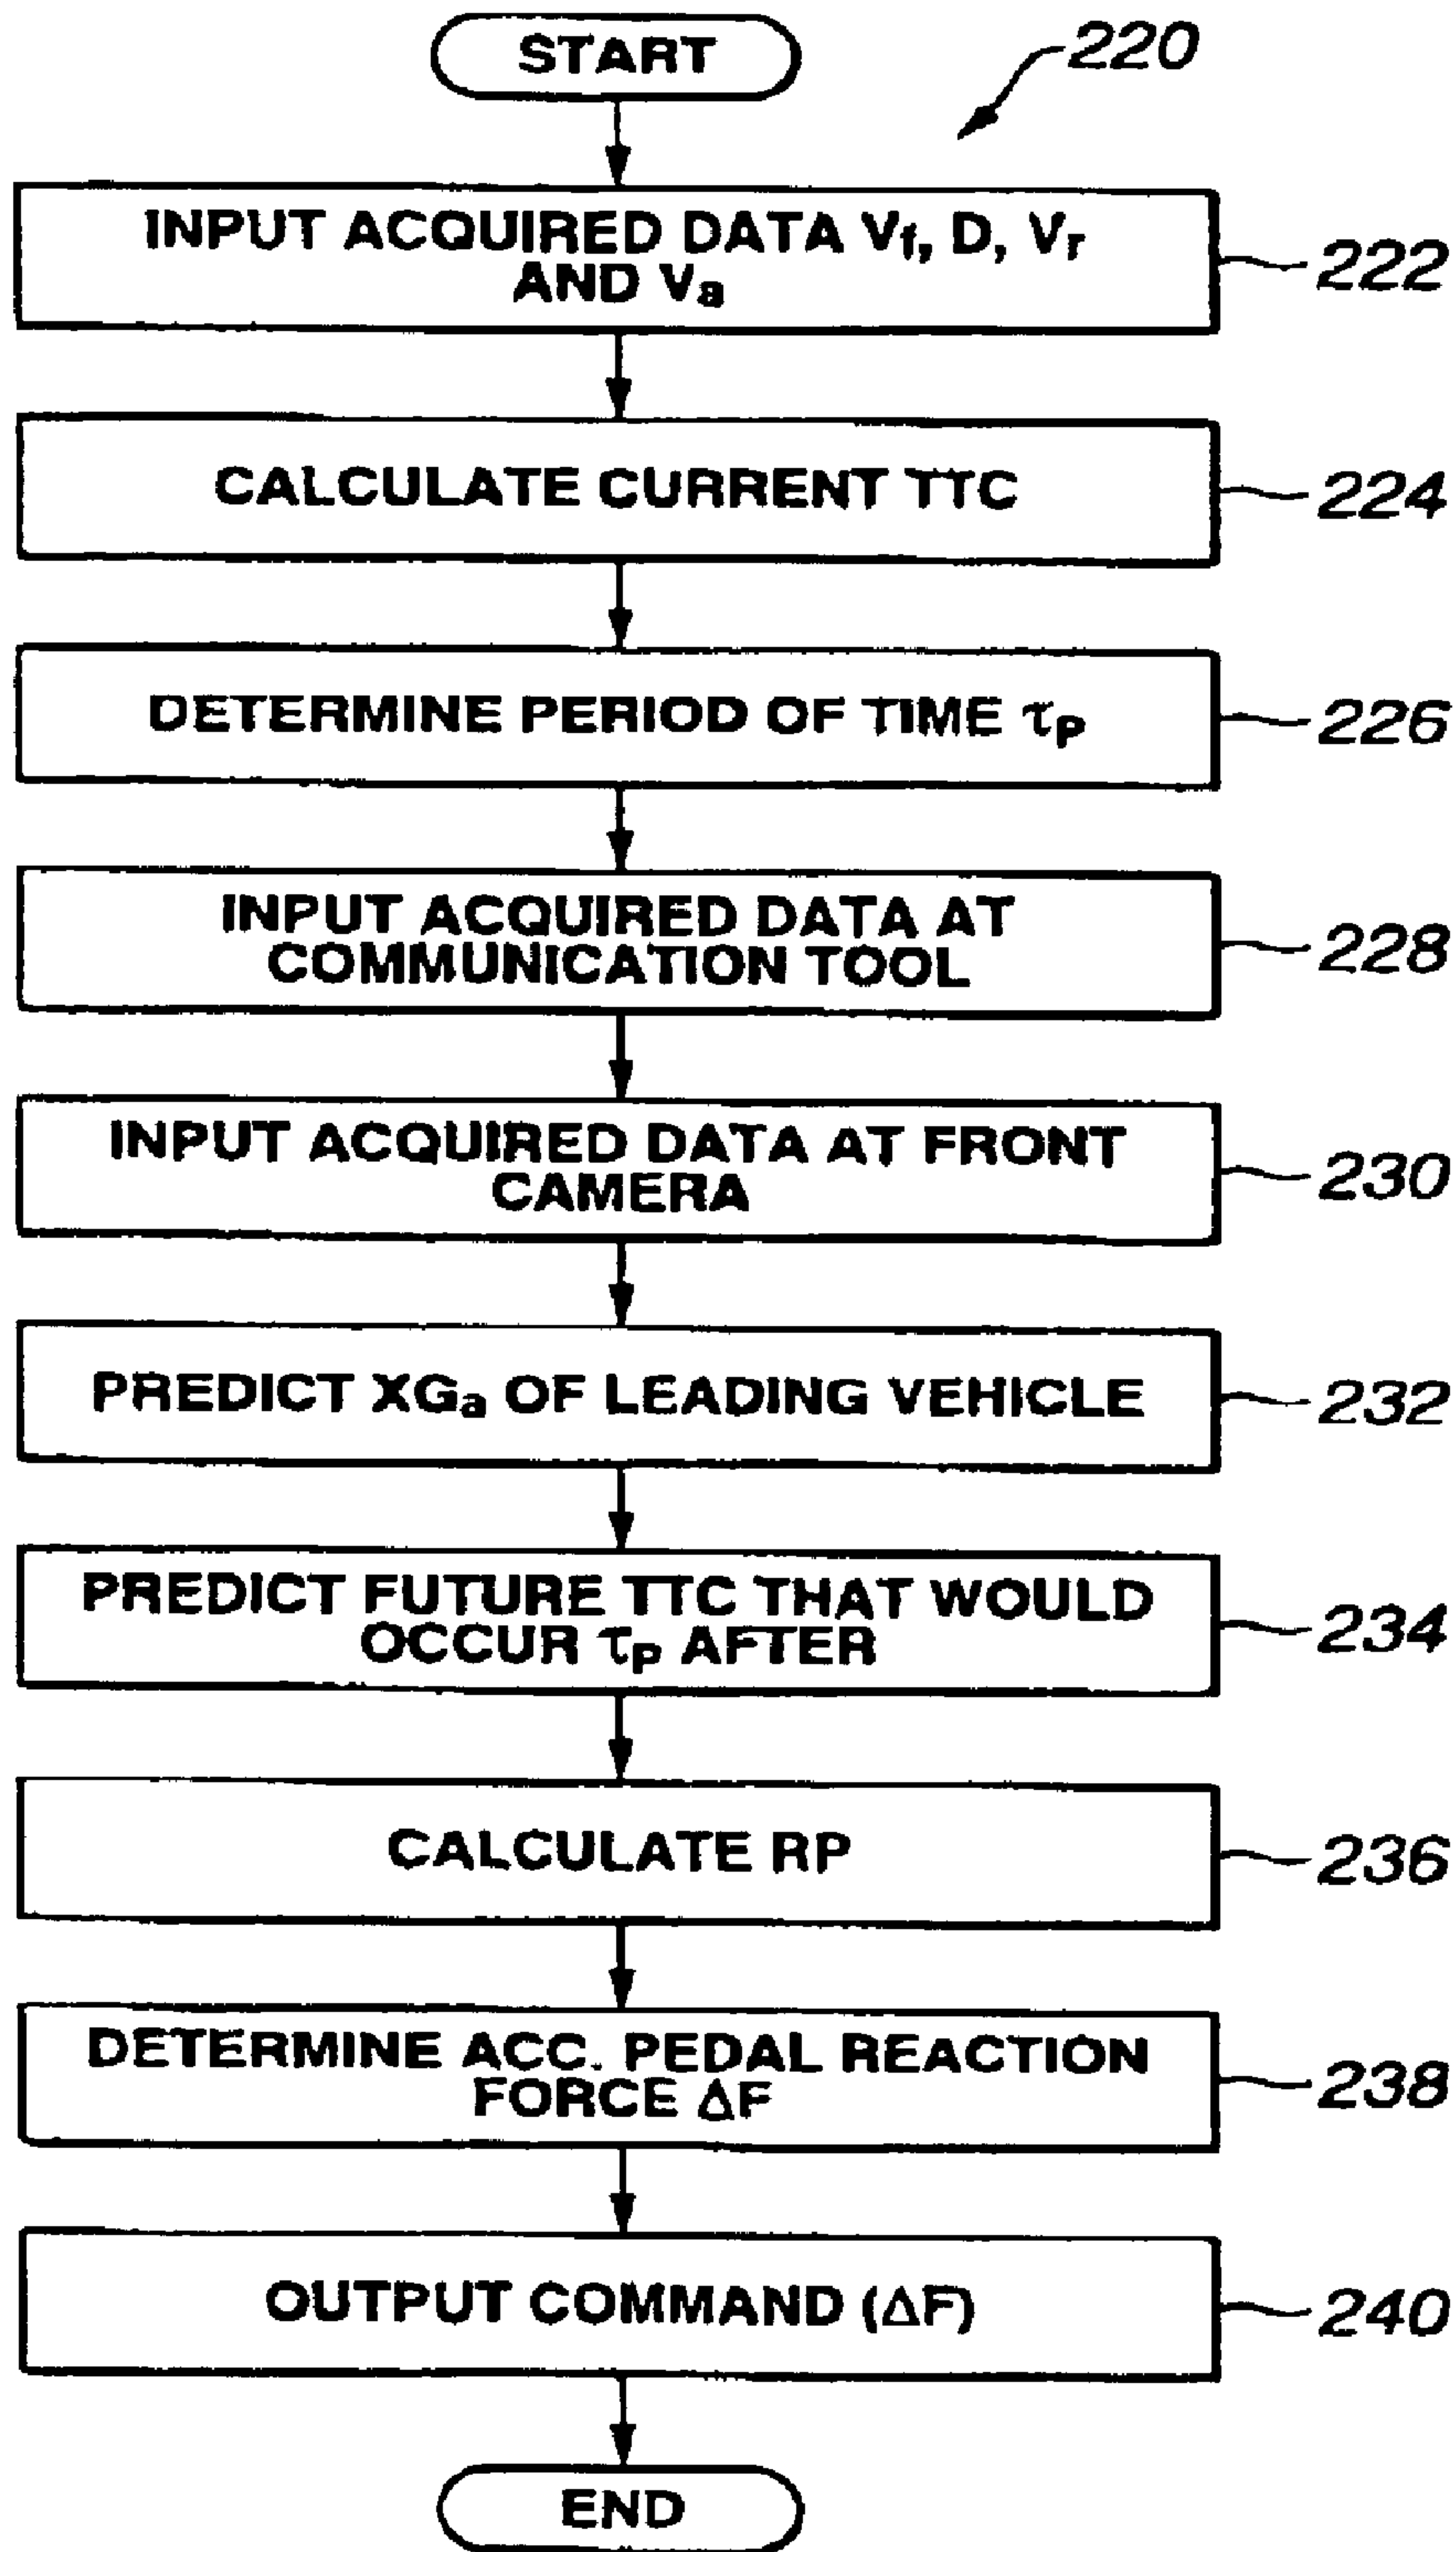 START
220
INPUT ACQUIRED DATA Vf, D, Vr
AND Va
222
CALCULATE CURRENT TTC
224
DETERMINE PERIOD OF TIME τp
226
INPUT ACQUIRED DATA AT
COMMUNICATION TOOL
228
INPUT ACQUIRED DATA AT FRONT
CAMERA
230
PREDICT XGa OF LEADING VEHICLE
232
PREDICT FUTURE TTC THAT WOULD
OCCUR τp AFTER
234
CALCULATE RP
236
DETERMINE ACC. PEDAL REACTION
FORCE ΔF
238
OUTPUT COMMAND (ΔF)
240
END